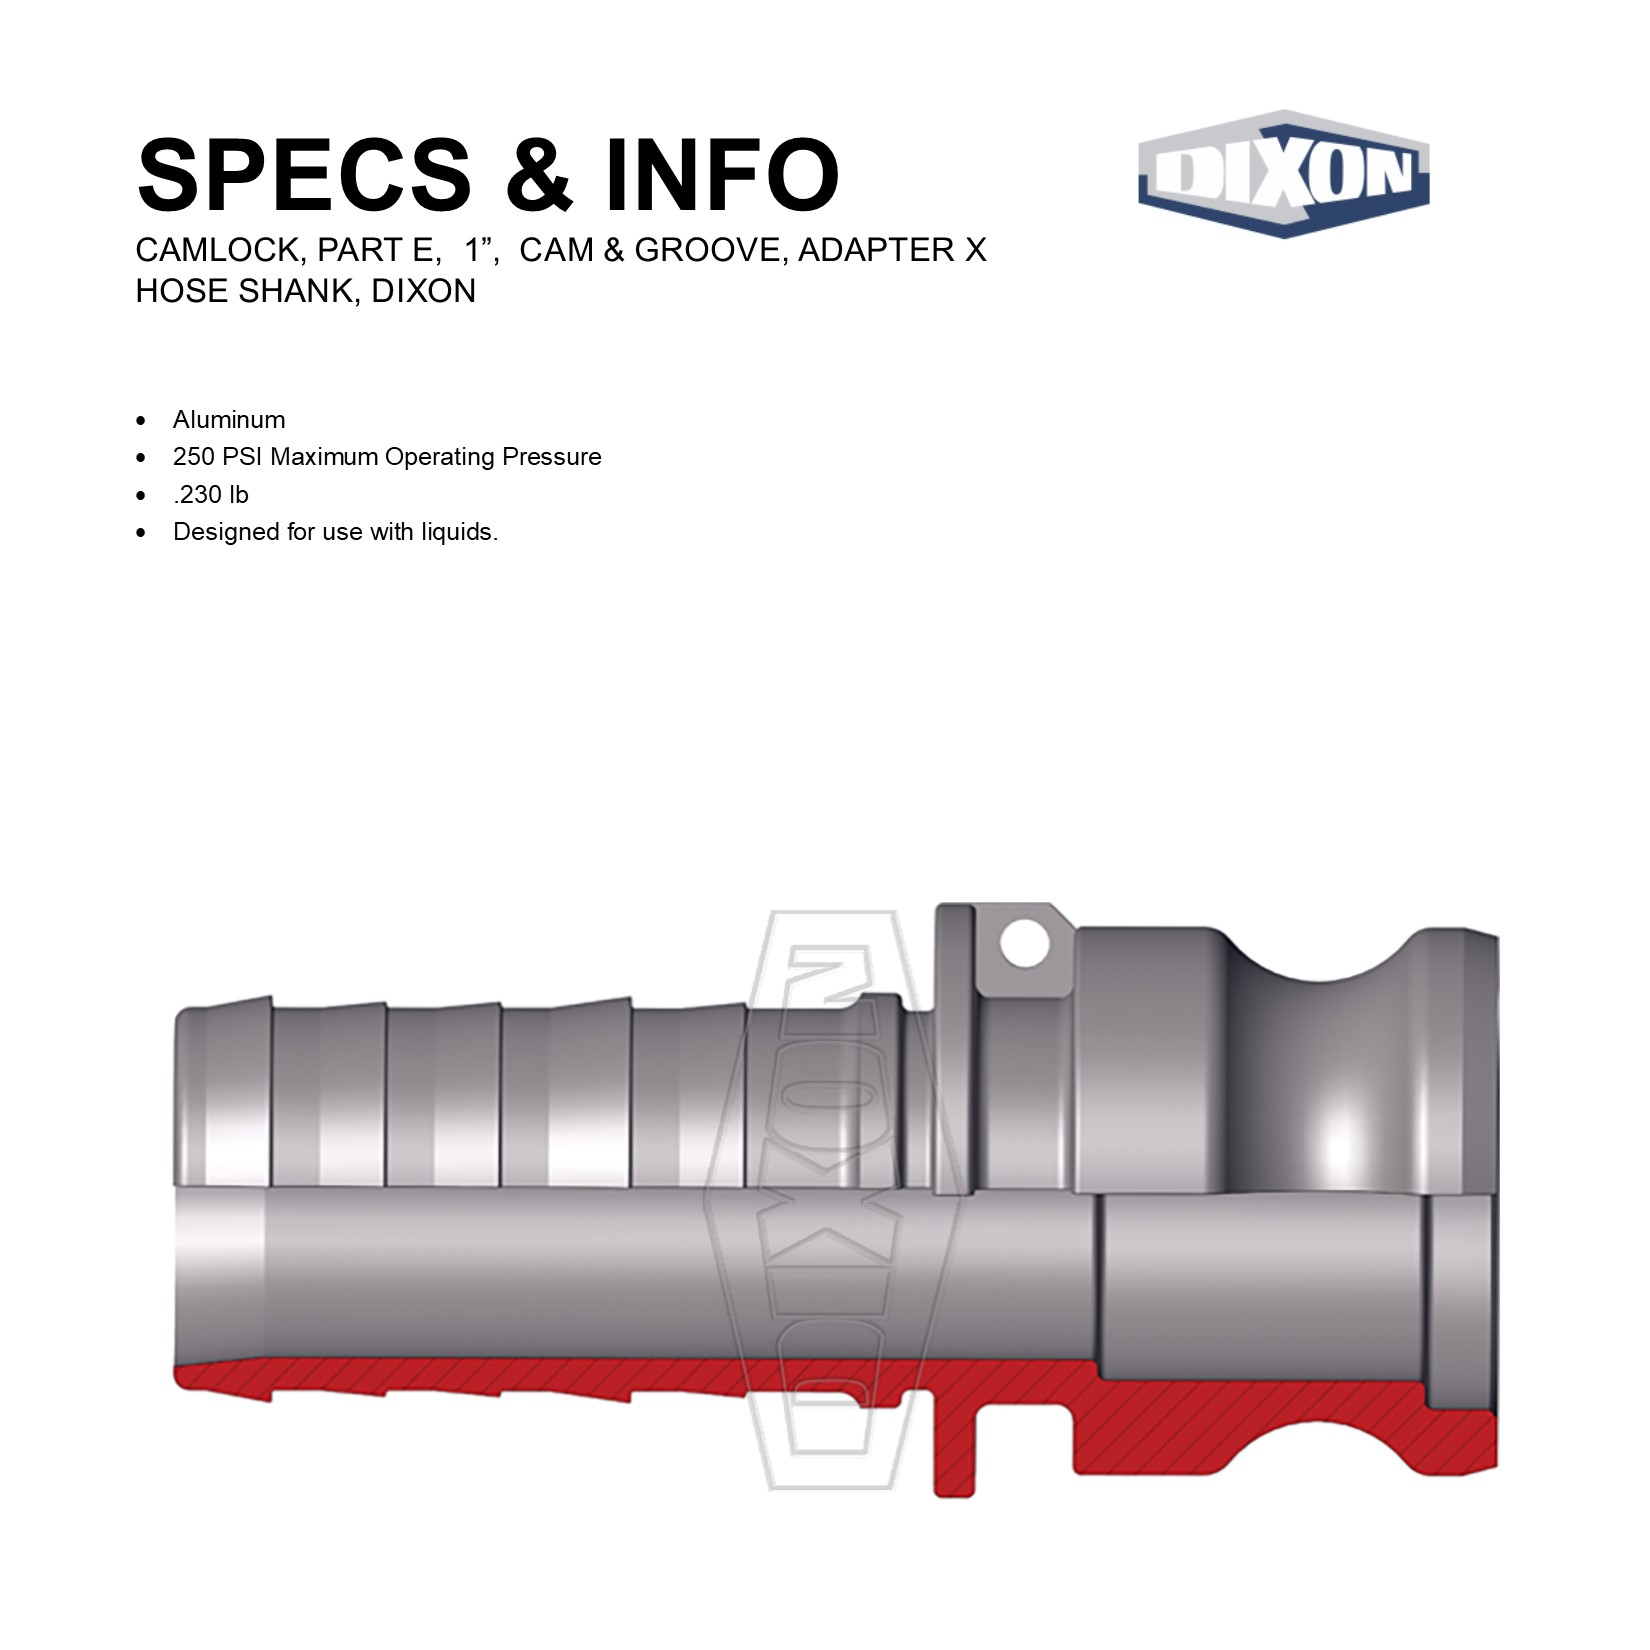 SPECS & INFO
DIXON
CAMLOCK, PART E,  1”,  CAM & GROOVE, ADAPTER X
HOSE SHANK, DIXON
• Aluminum
• 250 PSI Maximum Operating Pressure
• .230 lb
• Designed for use with liquids.
DIXON